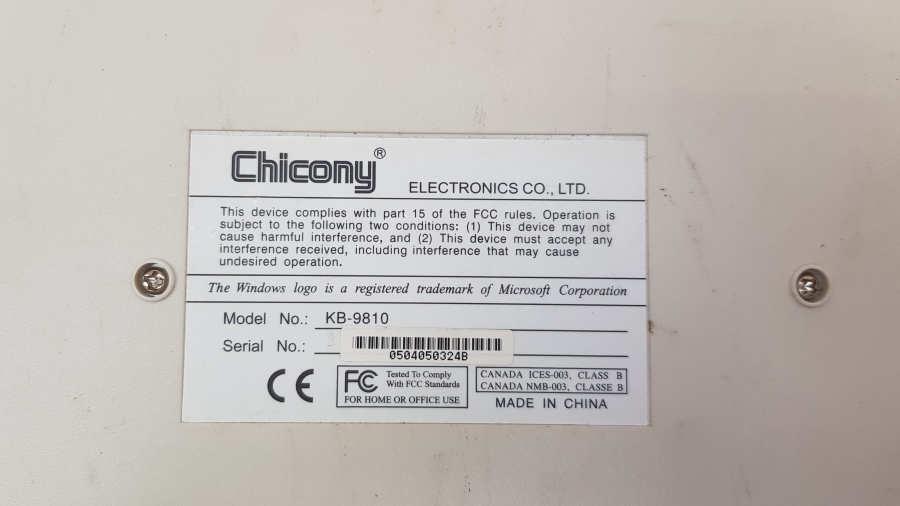 Chicony®
ELECTRONICS CO., LTD.
This device complies with part 15 of the FCC rules. Operation is
subject to the following two conditions: (1) This device may not
cause harmful interference, and (2) This device must accept any
interference received, including interference that may cause
undesired operation.
The Windows logo is a registered trademark of Microsoft Corporation
Model No.: KB-9810
Serial No.:
0504050324B
CE
FC Tested To Comply
With FCC Standards
FOR HOME OR OFFICE USE
CANADA ICES-003, CLASS B
CANADA NMB-003, CLASSE B
MADE IN CHINA